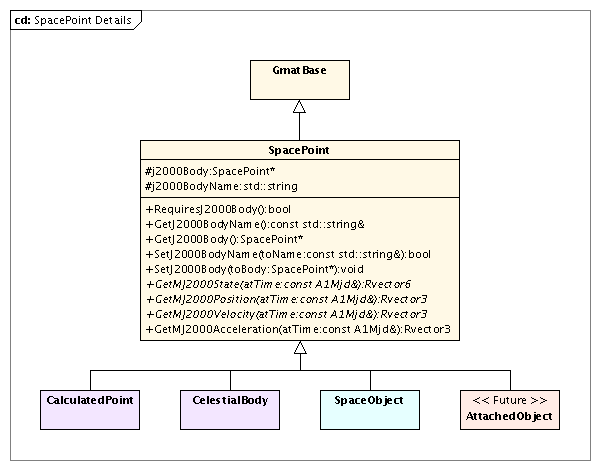 cd: SpacePoint Details
GmatBase
SpacePoint
#j2000Body:SpacePoint*
#j2000BodyName:std::string
+RequiresJ2000Body():bool
+GetJ2000BodyName():const std::string&
+GetJ2000Body():SpacePoint*
+SetJ2000BodyName(toName:const std::string&):bool
+SetJ2000Body(toBody:SpacePoint*):void
+GetMJ2000State(atTime:const A1Mjd&):Rvector6
+GetMJ2000Position(atTime:const A1Mjd&):Rvector3
+GetMJ2000Velocity(atTime:const A1Mjd&):Rvector3
+GetMJ2000Acceleration(atTime:const A1Mjd&):Rvector3
CalculatedPoint
CelestialBody
SpaceObject
<< Future >>
AttachedObject